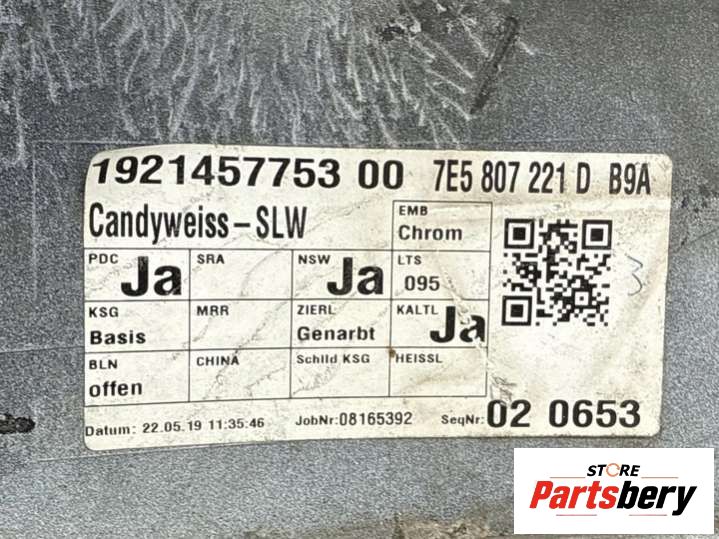 1921457753 00 7E5 807 221 D B9A
Candyweiss-SLW EMB Chrom
PDC Ja SRA NSW Ja LTS 095
KSG Basis MRR ZIERL Genarbt KALTL Ja
BLN offen CHINA Schild KSG HEISSL
3
Datum: 22.05.19 11:35:46 JobNr:08165392 SeqNr: 02 0653
STORE
Partsbery